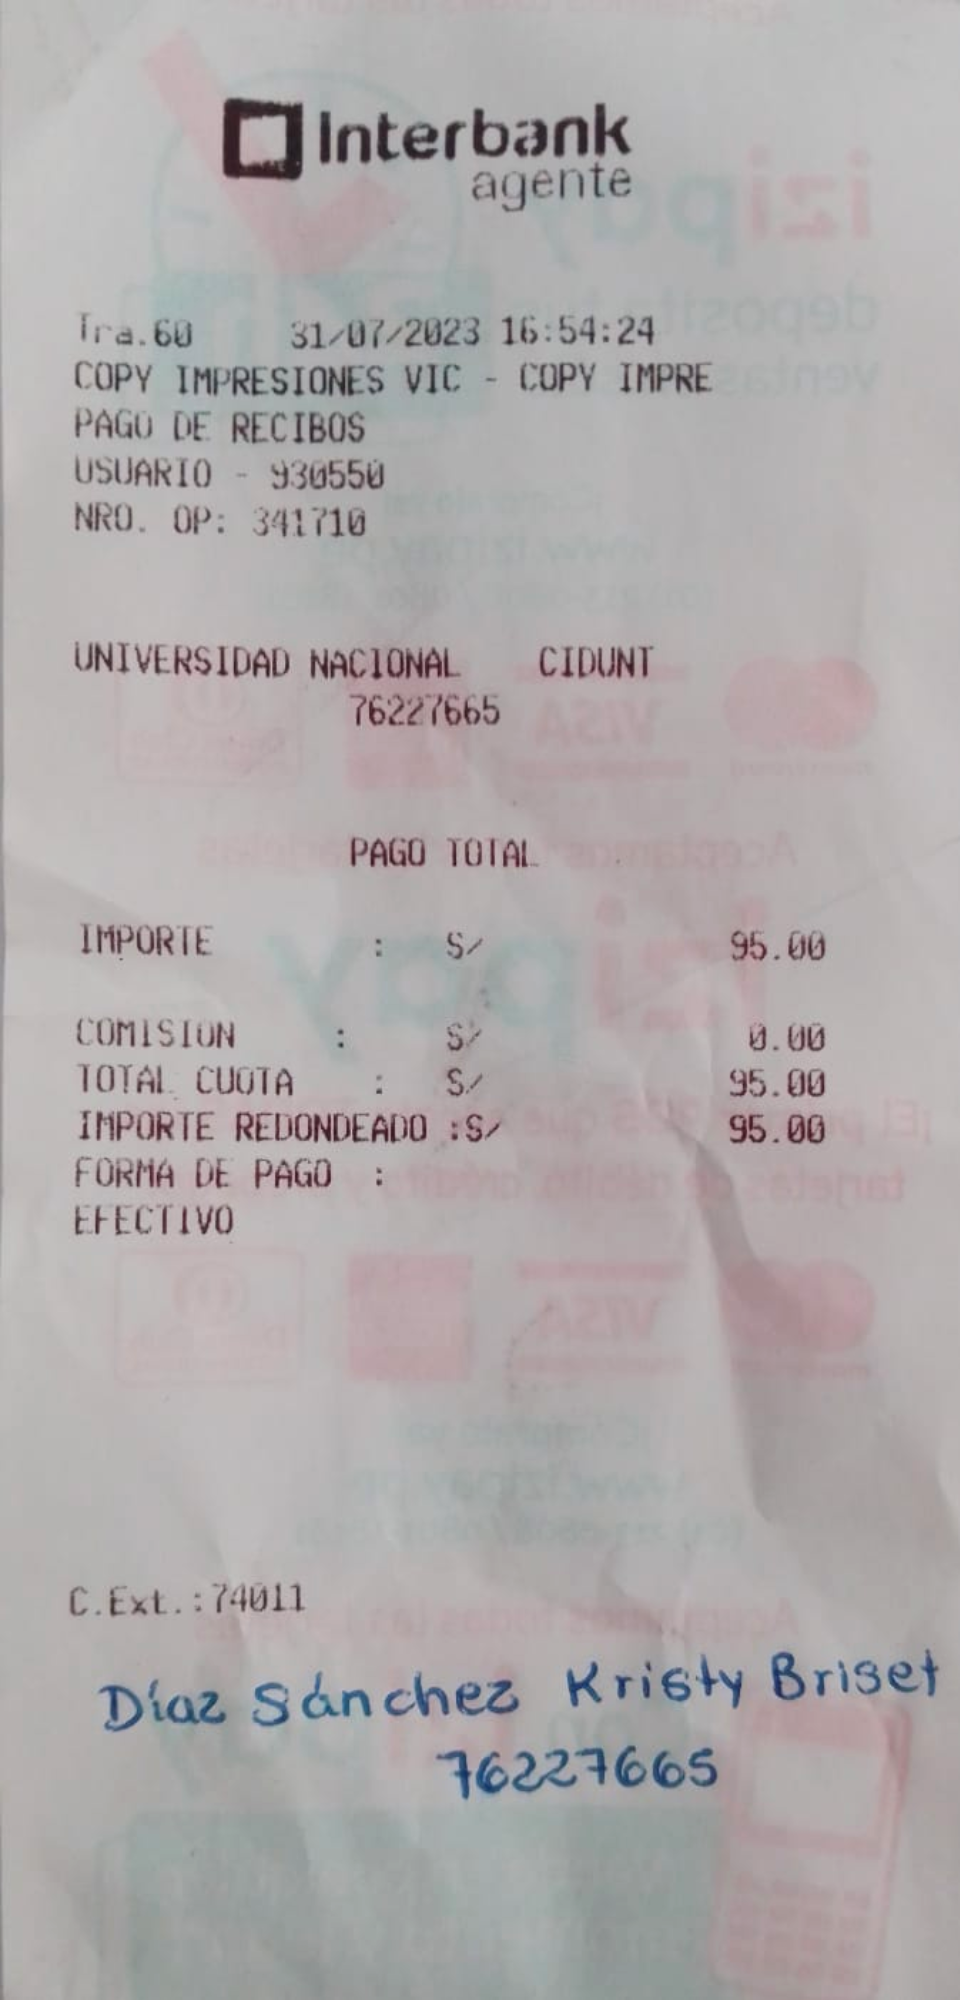 Interbank
agente
Tra.60 31/07/2023 16:54:24
COPY IMPRESIONES VIC - COPY IMPRE
PAGO DE RECIBOS
USUARIO - 930550
NRO. OP: 341710
UNIVERSIDAD NACIONAL CIDUNT
76227665
PAGO TOTAL
IMPORTE : S/ 95.00
COMISION : S/ 0.00
TOTAL CUOTA : S/ 95.00
IMPORTE REDONDEADO :S/ 95.00
FORMA DE PAGO :
EFECTIVO
C.Ext.:74011
Díaz Sánchez Kristy Briset
76227665